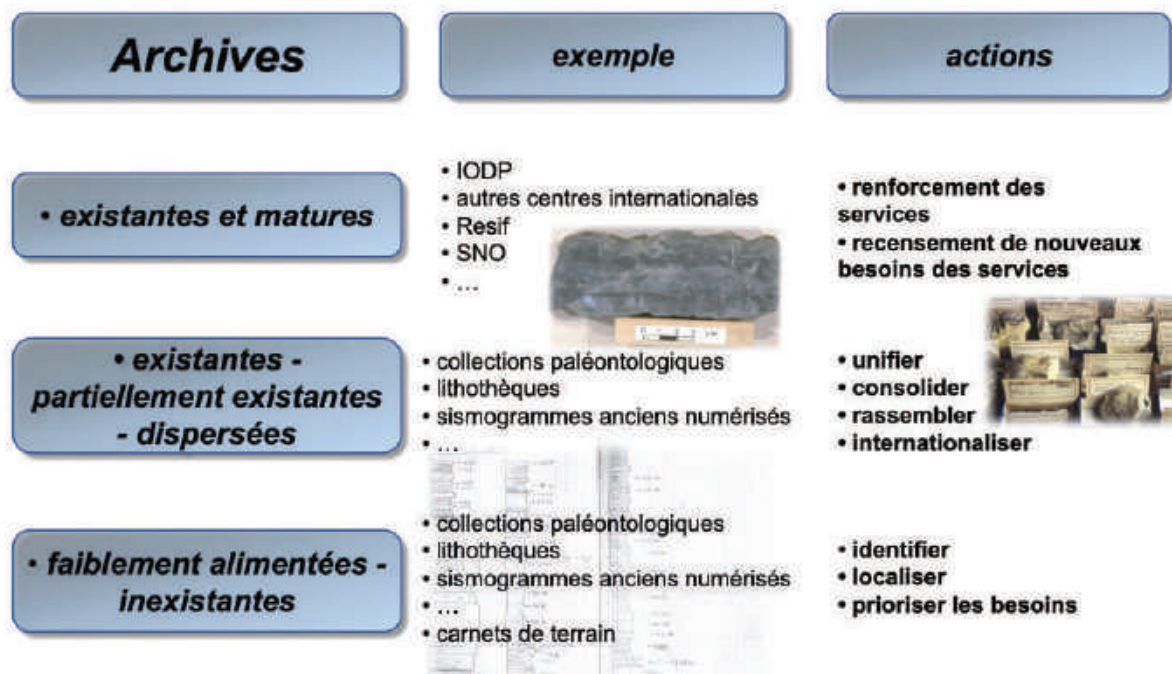 Archives
exemple
actions
• existantes et matures
• IODP
• autres centres internationales
• Resif
• SNO
• ...
• renforcement des
services
• recensement de nouveaux
besoins des services
• existantes -
partiellement existantes
- dispersées
• collections paléontologiques
• lithothèques
• sismogrammes anciens numérisés
• ...
• unifier
• consolider
• rassembler
• internationaliser
• faiblement alimentées -
inexistantes
• collections paléontologiques
• lithothèques
• sismogrammes anciens numérisés
• ...
• carnets de terrain
• identifier
• localiser
• prioriser les besoins